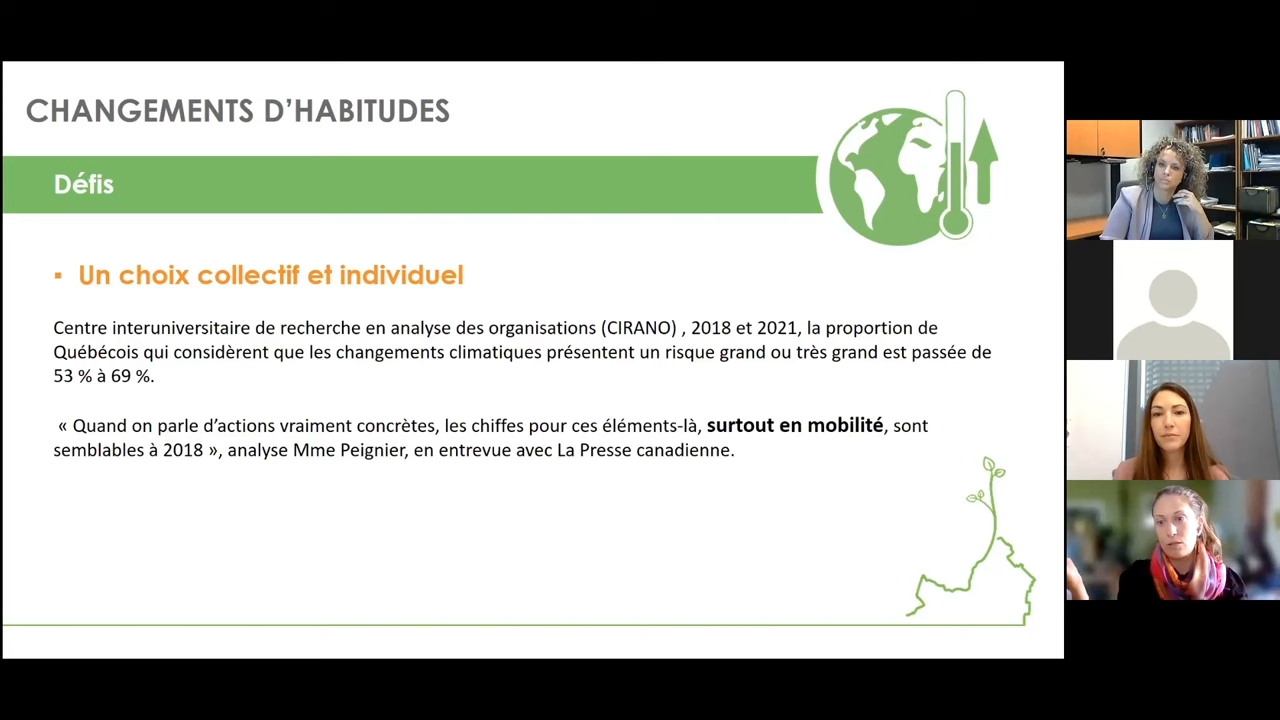 CHANGEMENTS D’HABITUDES
Défis
▪ Un choix collectif et individuel
Centre interuniversitaire de recherche en analyse des organisations (CIRANO) , 2018 et 2021, la proportion de
Québécois qui considèrent que les changements climatiques présentent un risque grand ou très grand est passée de
53 % à 69 %.
« Quand on parle d’actions vraiment concrètes, les chiffes pour ces éléments-là, surtout en mobilité, sont
semblables à 2018 », analyse Mme Peignier, en entrevue avec La Presse canadienne.